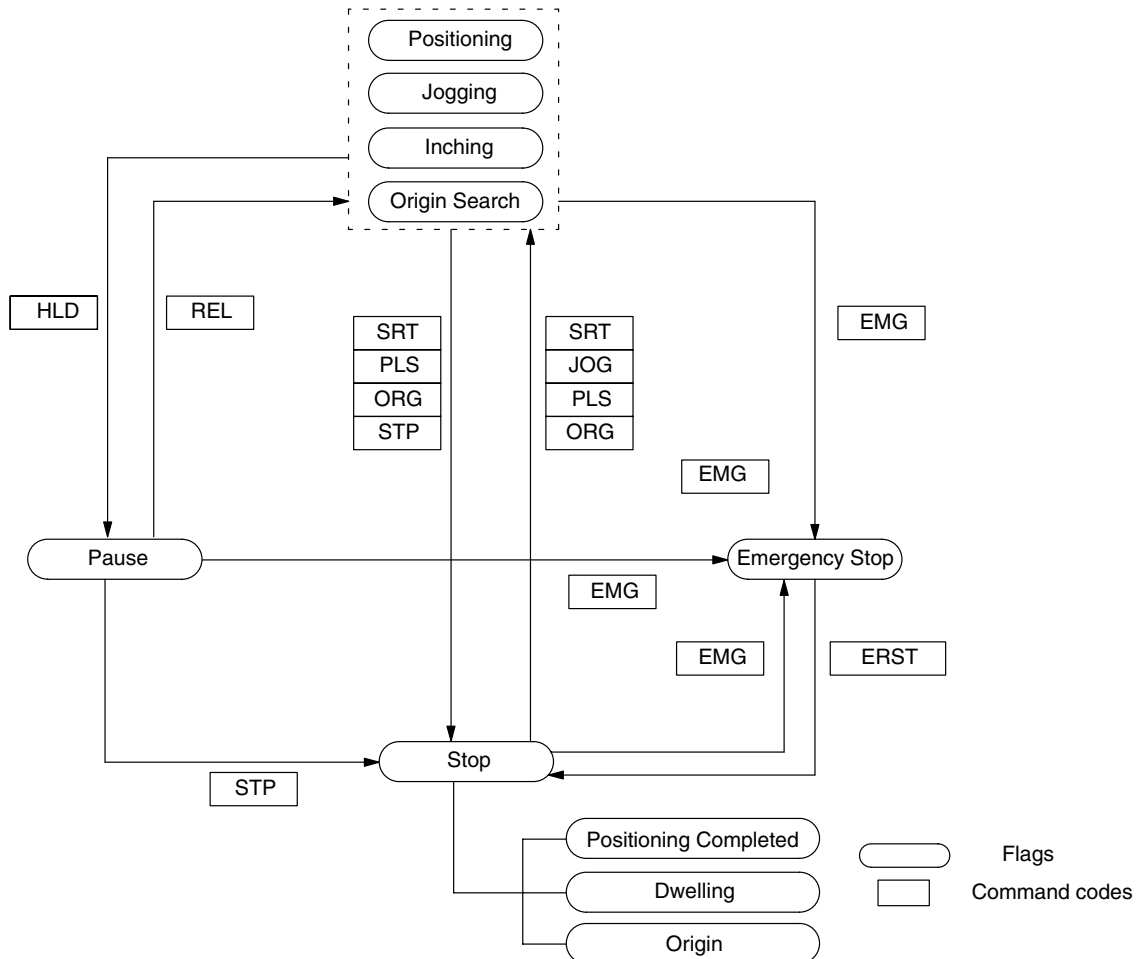 Positioning
Jogging
Inching
Origin Search
HLD
REL
SRT
PLS
ORG
STP
SRT
JOG
PLS
ORG
EMG
EMG
Pause
Emergency Stop
EMG
EMG
ERST
Stop
STP
Positioning Completed
Dwelling
Origin
Flags
Command codes